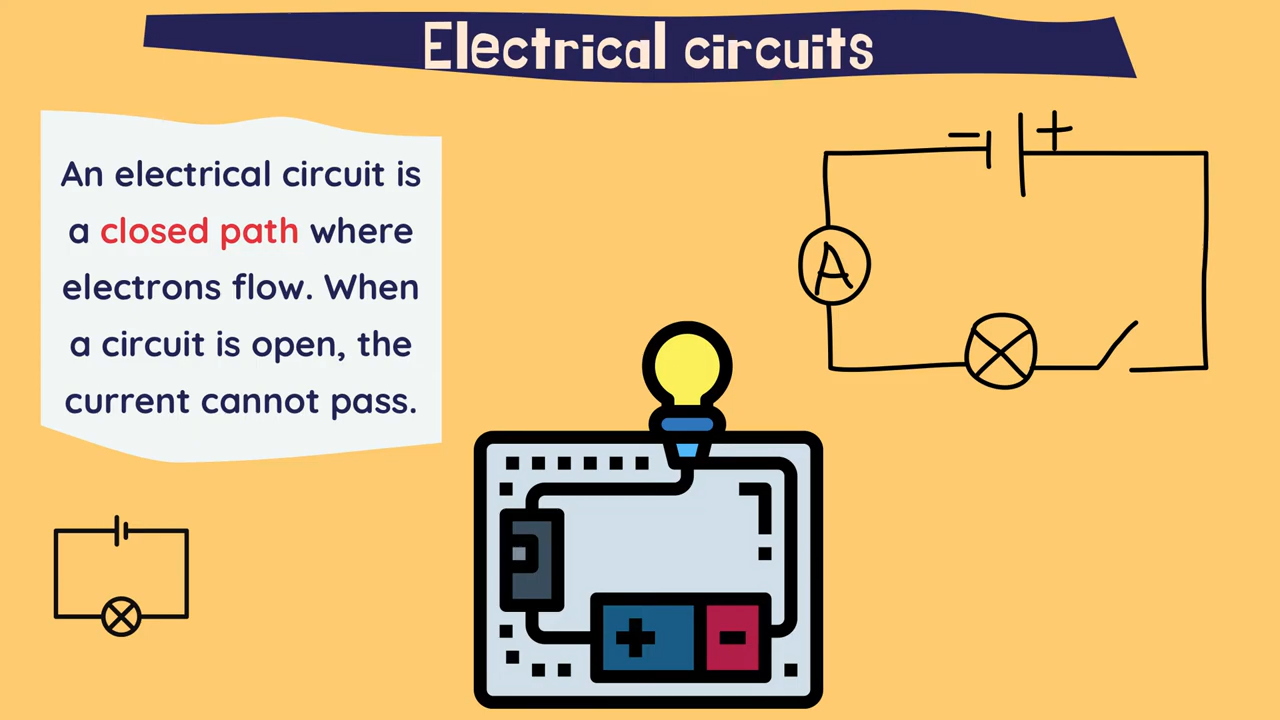 Electrical circuits
An electrical circuit is
a closed path where
electrons flow. When
a circuit is open, the
current cannot pass.
- +
A
+ -